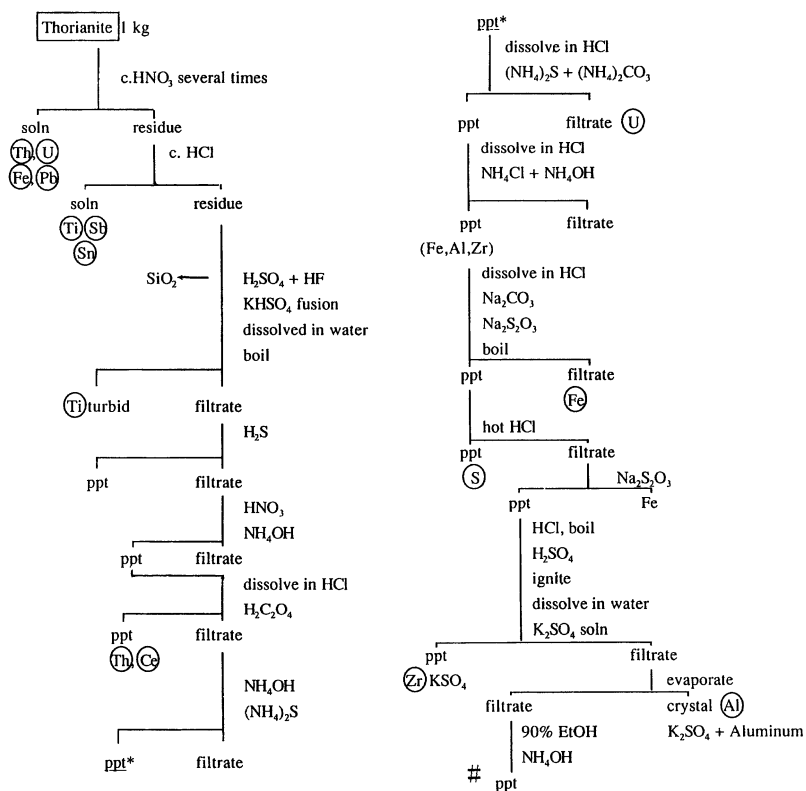 Thorianite 1 kg
c.HNO₃ several times
soln residue
Th, U
Fe, Pb
c. HCl
soln residue
Ti Sb
Sn
SiO₂ H₂SO₄ + HF
KHSO₄ fusion
dissolved in water
boil
Ti turbid filtrate
H₂S
ppt filtrate
HNO₃
NH₄OH
ppt filtrate
dissolve in HCl
H₂C₂O₄
ppt filtrate
Th, Ce
NH₄OH
(NH₄)₂S
ppt* filtrate
ppt*
dissolve in HCl
(NH₄)₂S + (NH₄)₂CO₃
ppt filtrate U
dissolve in HCl
NH₄Cl + NH₄OH
ppt filtrate
(Fe,Al,Zr)
dissolve in HCl
Na₂CO₃
Na₂S₂O₃
boil
ppt filtrate
Fe
hot HCl
ppt filtrate
S
Na₂S₂O₃
ppt Fe
HCl, boil
H₂SO₄
ignite
dissolve in water
K₂SO₄ soln
ppt filtrate
Zr KSO₄
evaporate
filtrate crystal Al
K₂SO₄ + Aluminum
90% EtOH
NH₄OH
# ppt